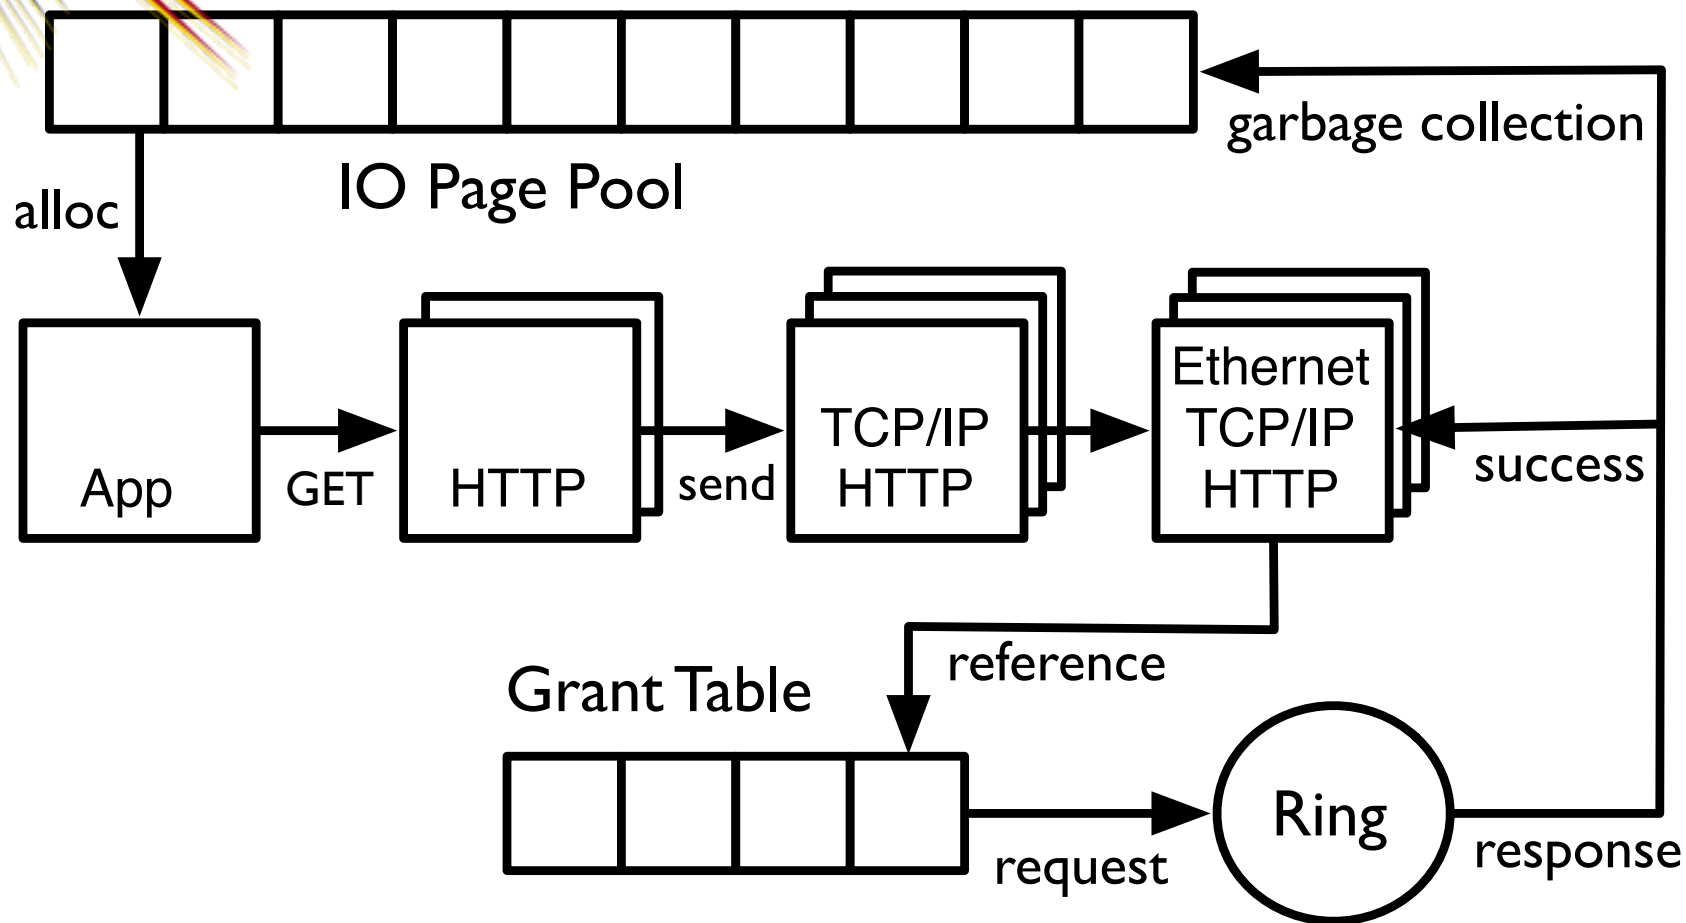 garbage collection
IO Page Pool
alloc
App
GET
HTTP
send
TCP/IP
HTTP
Ethernet
TCP/IP
HTTP
success
reference
Grant Table
request
Ring
response